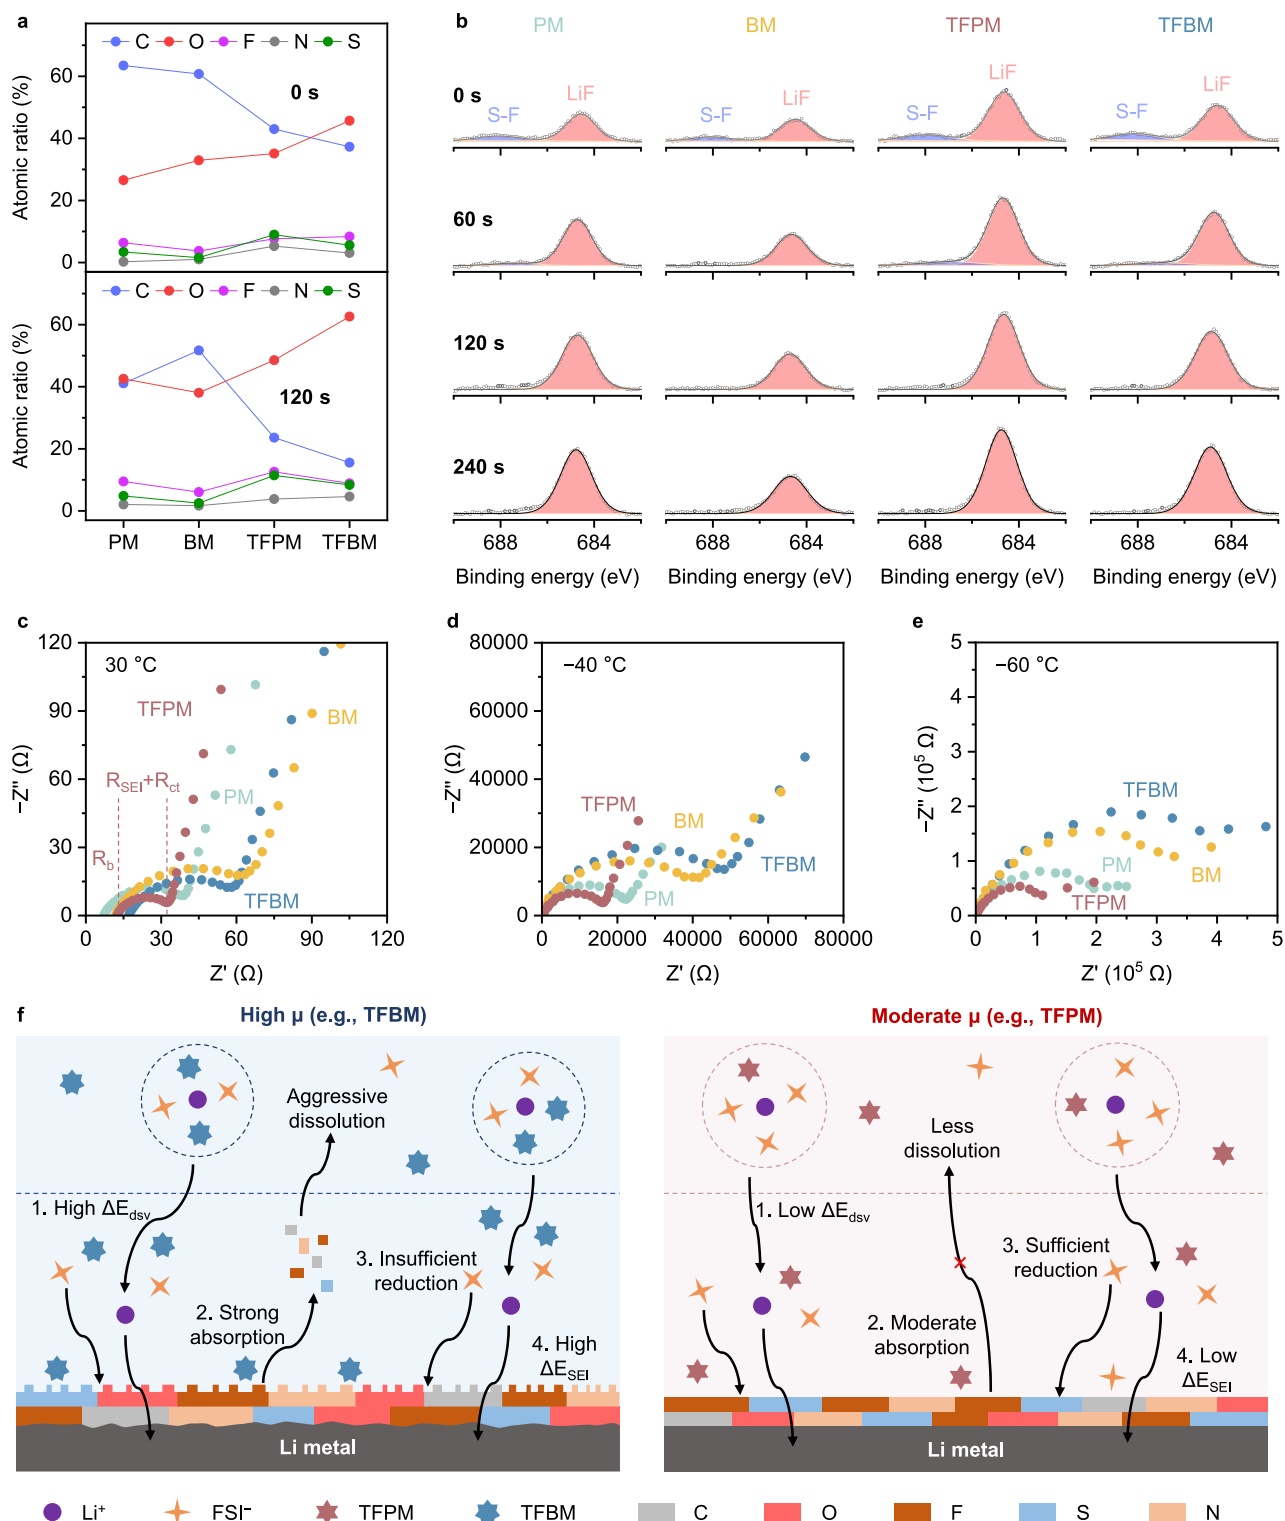 a
C O F N S
0 s
Atomic ratio (%)
60
40
20
0
C O F N S
120 s
Atomic ratio (%)
60
40
20
0
PM BM TFPM TFBM
b
PM BM TFPM TFBM
0 s
S-F LiF
S-F LiF
S-F LiF
S-F LiF
60 s
120 s
240 s
688 684 688 684 688 684 688 684
Binding energy (eV) Binding energy (eV) Binding energy (eV) Binding energy (eV)
c
30 °C
−Z" (Ω)
120
90
60
30
0
TFPM
BM
R_SEI+R_ct
PM
R_b
TFBM
0 30 60 90 120
Z' (Ω)
d
−40 °C
−Z" (Ω)
80000
60000
40000
20000
0
TFPM
BM
TFBM
PM
0 20000 40000 60000 80000
Z' (Ω)
e
−60 °C
−Z" (10⁵ Ω)
5
4
3
2
1
0
TFBM
PM
BM
TFPM
0 1 2 3 4 5
Z' (10⁵ Ω)
f
High μ (e.g., TFBM)
Aggressive
dissolution
1. High ΔE_dsv
3. Insufficient
reduction
2. Strong
absorption
4. High
ΔE_SEI
Li metal
Moderate μ (e.g., TFPM)
Less
dissolution
1. Low ΔE_dsv
3. Sufficient
reduction
2. Moderate
absorption
4. Low
ΔE_SEI
Li metal
Li⁺ FSI⁻ TFPM TFBM C O F S N